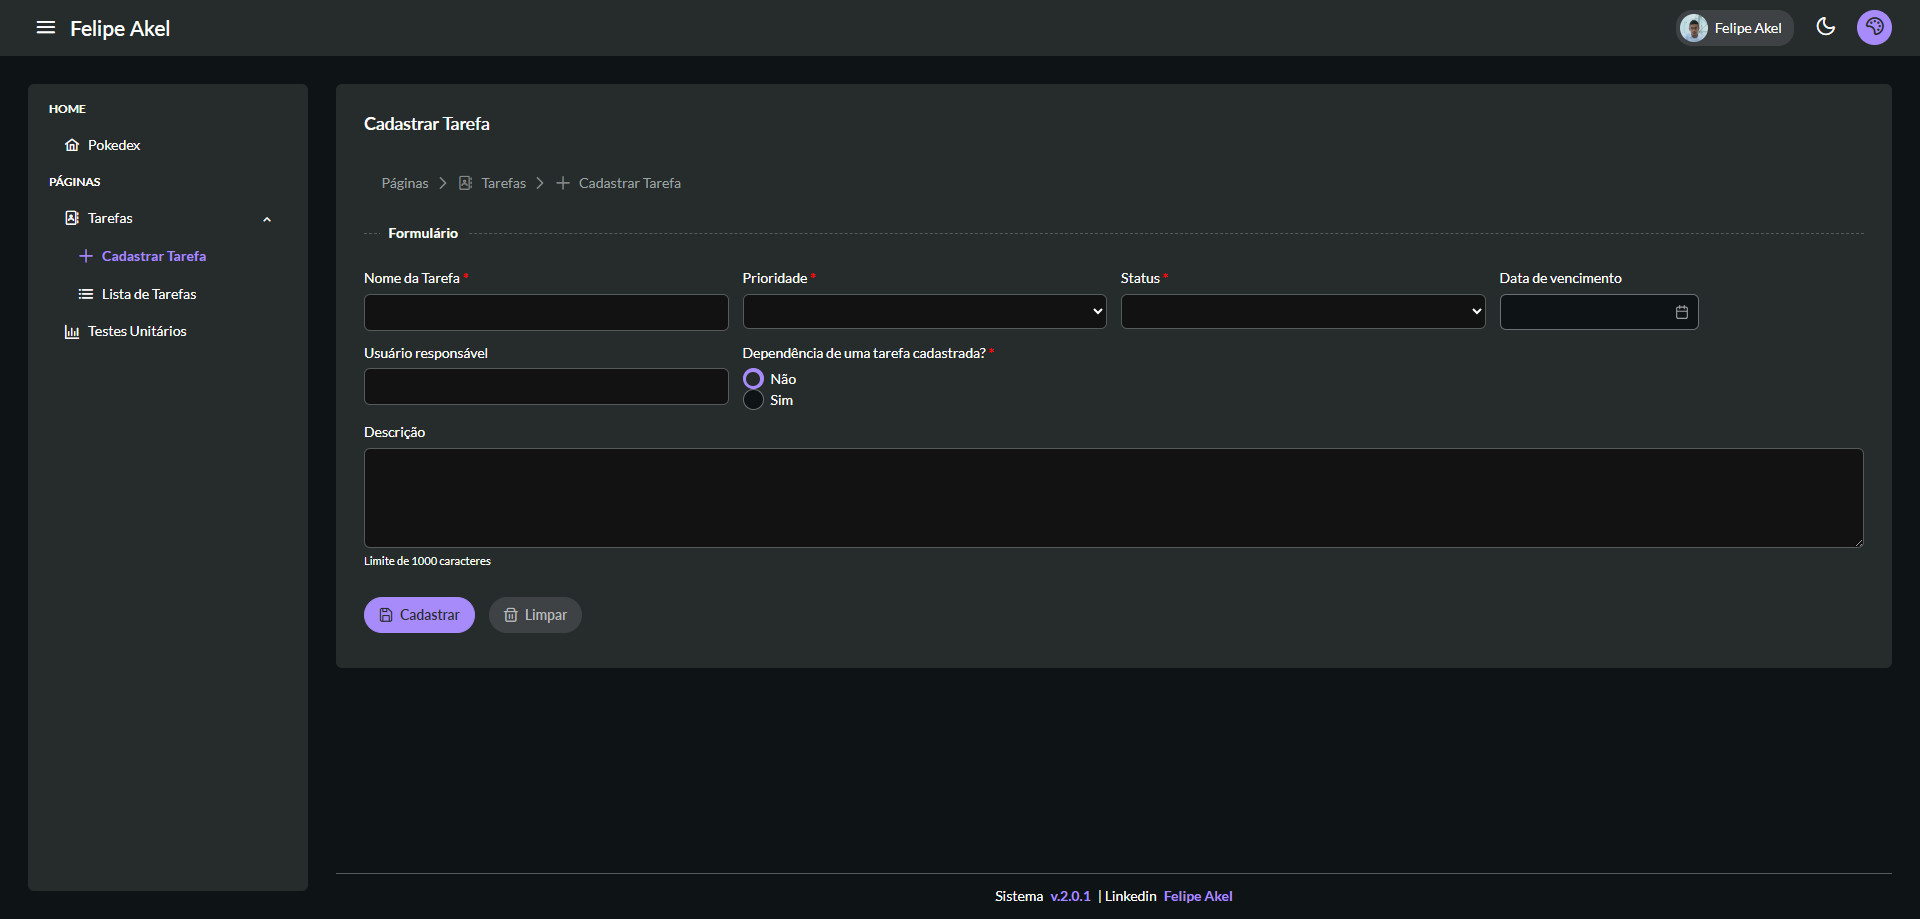 Felipe Akel
Felipe Akel
HOME
Pokedex
PÁGINAS
Tarefas
Cadastrar Tarefa
Lista de Tarefas
Testes Unitários
Cadastrar Tarefa
Páginas Tarefas Cadastrar Tarefa
Formulário
Nome da Tarefa * Prioridade * Status * Data de vencimento
Usuário responsável Dependência de uma tarefa cadastrada? *
Não
Sim
Descrição
Limite de 1000 caracteres
Cadastrar Limpar
Sistema v.2.0.1 | Linkedin Felipe Akel